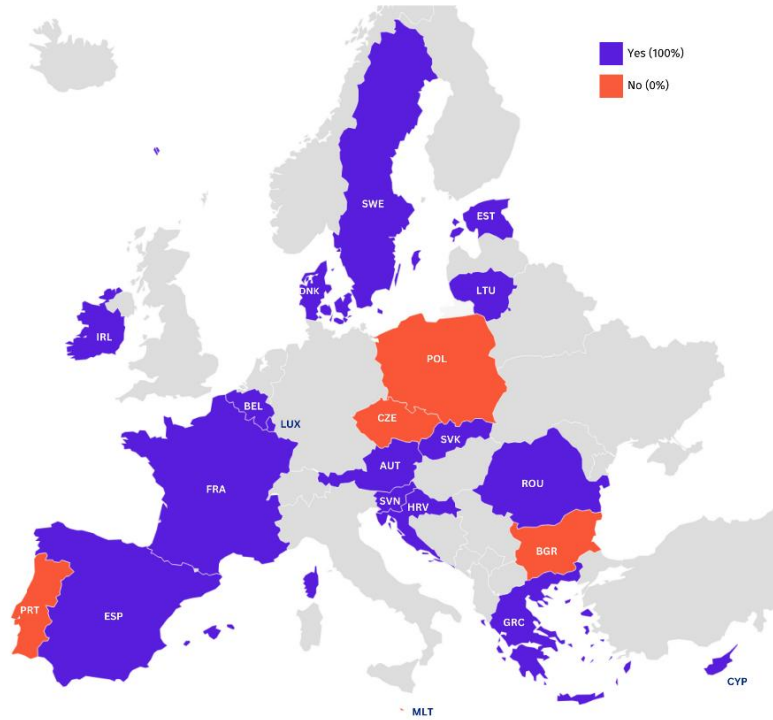 Yes (100%)
No (0%)
SWE
EST
DNK
LTU
IRL
POL
BEL
LUX
CZE
SVK
AUT
FRA
ROU
SVN
HRV
BGR
PRT
ESP
GRC
CYP
MLT